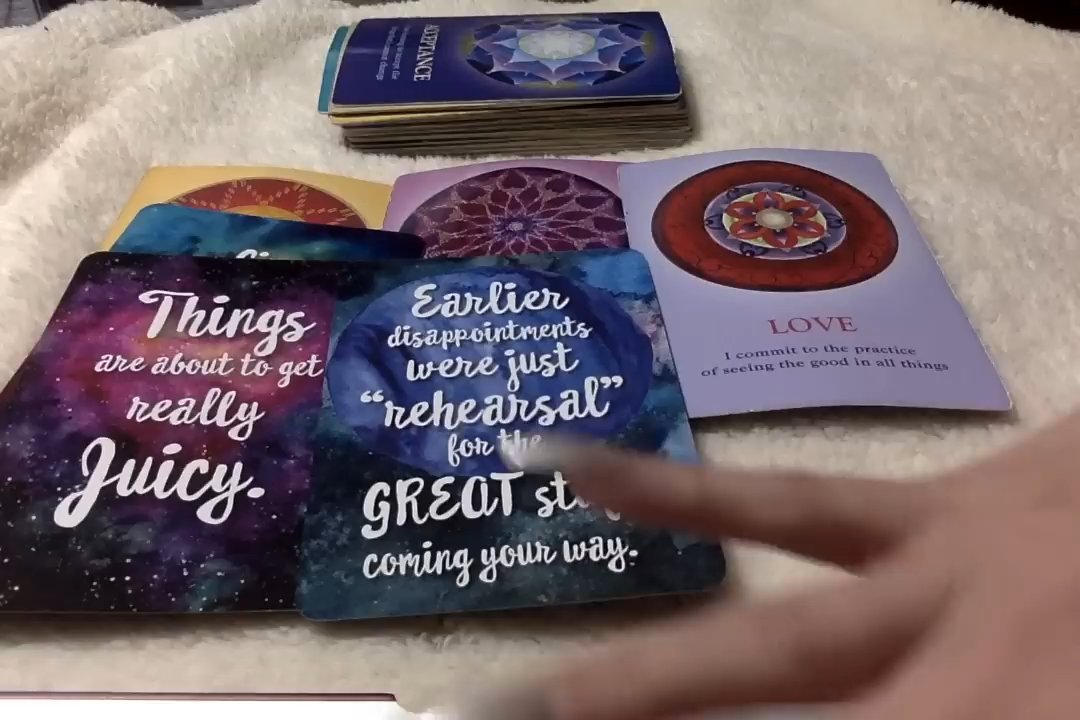 ACCEPTANCE
Things
are about to get
really
Juicy.
Earlier
disappointments
were just
"rehearsal"
for the
GREAT
coming your way.
LOVE
I commit to the practice
of seeing the good in all things